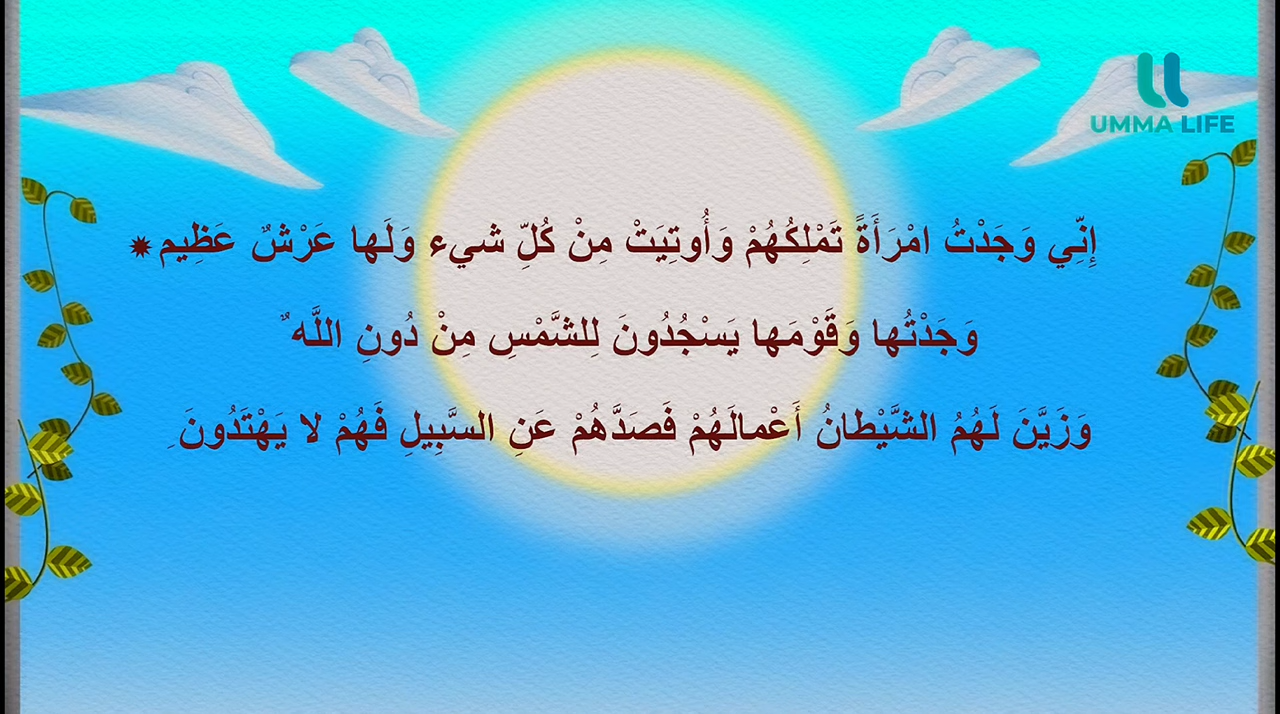 UMMA LIFE
إِنِّي وَجَدْتُ امْرَأَةً تَمْلِكُهُمْ وَأُوتِيَتْ مِنْ كُلِّ شيء وَلَها عَرْشٌ عَظِيم ✷
وَجَدْتُها وَقَوْمَها يَسْجُدُونَ لِلشَّمْسِ مِنْ دُونِ اللَّه ٌ
وَزَيَّنَ لَهُمُ الشَّيْطانُ أَعْمالَهُمْ فَصَدَّهُمْ عَنِ السَّبِيلِ فَهُمْ لا يَهْتَدُونَ ِ